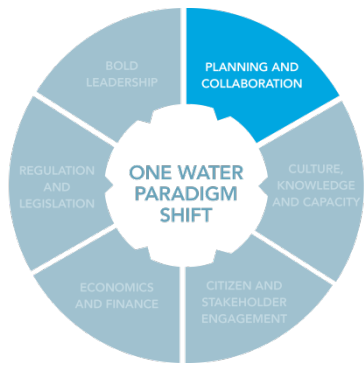 BOLD
LEADERSHIP
PLANNING AND
COLLABORATION
REGULATION
AND
LEGISLATION
ONE WATER
PARADIGM
SHIFT
CULTURE,
KNOWLEDGE
AND CAPACITY
ECONOMICS
AND FINANCE
CITIZEN AND
STAKEHOLDER
ENGAGEMENT